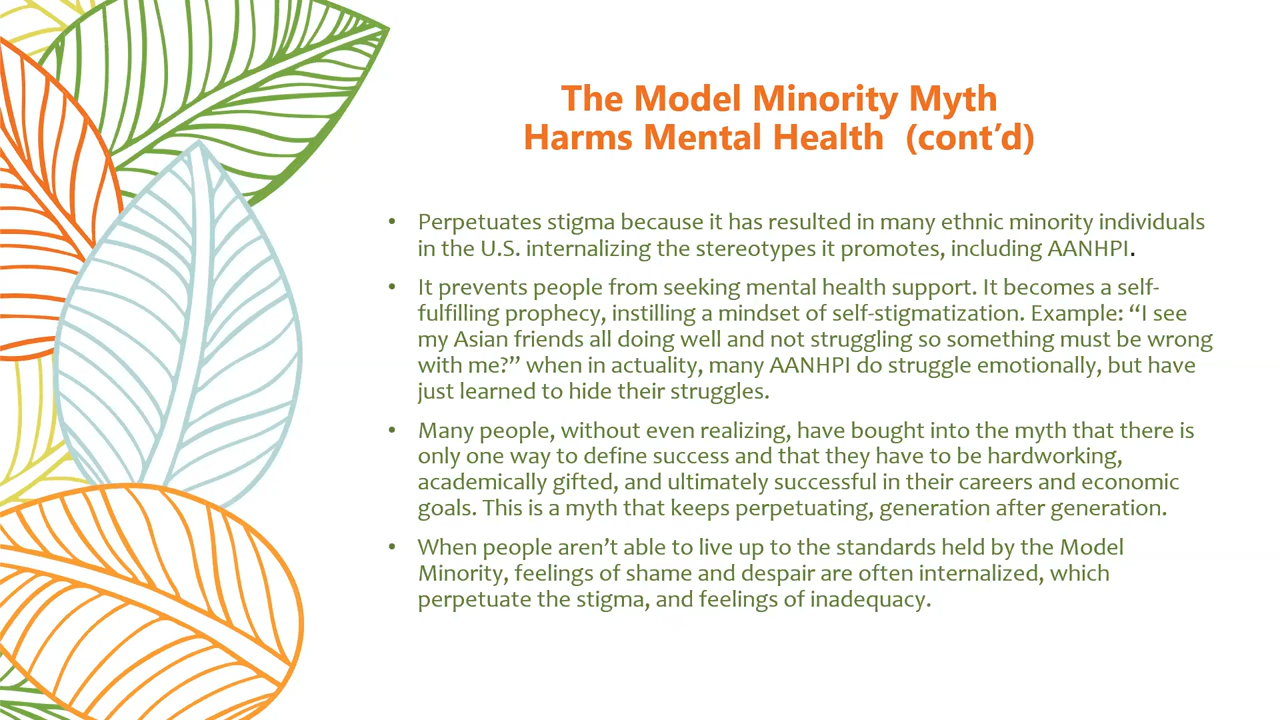 The Model Minority Myth
Harms Mental Health (cont’d)
• Perpetuates stigma because it has resulted in many ethnic minority individuals
in the U.S. internalizing the stereotypes it promotes, including AANHPI.
• It prevents people from seeking mental health support. It becomes a self-
fulfilling prophecy, instilling a mindset of self-stigmatization. Example: “I see
my Asian friends all doing well and not struggling so something must be wrong
with me?” when in actuality, many AANHPI do struggle emotionally, but have
just learned to hide their struggles.
• Many people, without even realizing, have bought into the myth that there is
only one way to define success and that they have to be hardworking,
academically gifted, and ultimately successful in their careers and economic
goals. This is a myth that keeps perpetuating, generation after generation.
• When people aren’t able to live up to the standards held by the Model
Minority, feelings of shame and despair are often internalized, which
perpetuate the stigma, and feelings of inadequacy.